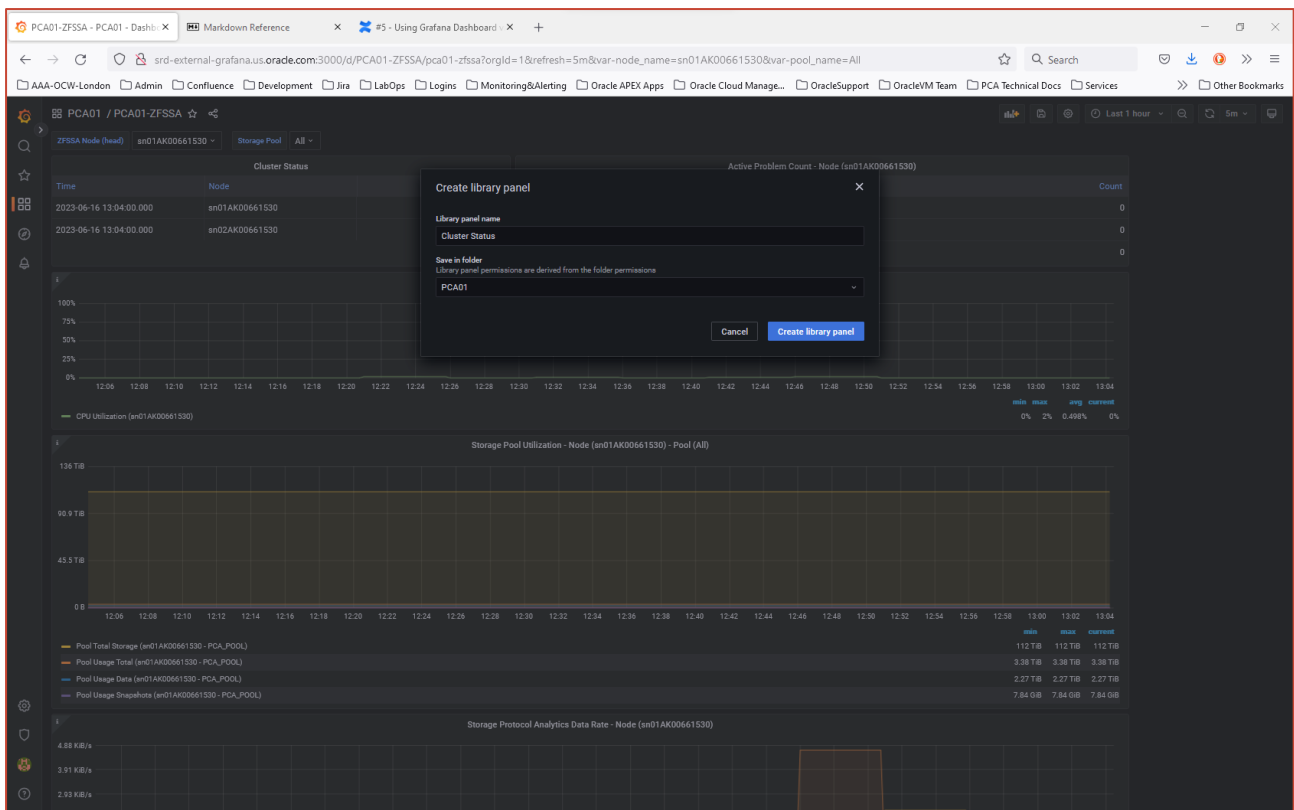 PCA01-ZFSSA - PCA01 - Dashb
Markdown Reference
#5 - Using Grafana Dashboard v
srd-external-grafana.us.oracle.com:3000/d/PCA01-ZFSSA/pca01-zfssa?orgId=1&refresh=5m&var-node_name=sn01AK00661530&var-pool_name=All
Search
AAA-OCW-London Admin Confluence Development Jira LabOps Logins Monitoring&Alerting Oracle APEX Apps Oracle Cloud Manage... OracleSupport OracleVM Team PCA Technical Docs Services Other Bookmarks
PCA01 / PCA01-ZFSSA
Last 1 hour 5m
ZFSSA Node (head) sn01AK00661530 Storage Pool All
Cluster Status
Active Problem Count - Node (sn01AK00661530)
Time Node Count
2023-06-16 13:04:00.000 sn01AK00661530 0
2023-06-16 13:04:00.000 sn02AK00661530 0
0
Create library panel
Library panel name
Cluster Status
Save in folder
Library panel permissions are derived from the folder permissions
PCA01
Cancel Create library panel
100%
75%
50%
25%
0%
12:06 12:08 12:10 12:12 12:14 12:16 12:18 12:20 12:22 12:24 12:26 12:28 12:30 12:32 12:34 12:36 12:38 12:40 12:42 12:44 12:46 12:48 12:50 12:52 12:54 12:56 12:58 13:00 13:02 13:04
min max avg current
CPU Utilization (sn01AK00661530) 0% 2% 0.498% 0%
Storage Pool Utilization - Node (sn01AK00661530) - Pool (All)
136 TiB
90.9 TiB
45.5 TiB
0 B
12:06 12:08 12:10 12:12 12:14 12:16 12:18 12:20 12:22 12:24 12:26 12:28 12:30 12:32 12:34 12:36 12:38 12:40 12:42 12:44 12:46 12:48 12:50 12:52 12:54 12:56 12:58 13:00 13:02 13:04
min max current
Pool Total Storage (sn01AK00661530 - PCA_POOL) 112 TiB 112 TiB 112 TiB
Pool Usage Total (sn01AK00661530 - PCA_POOL) 3.38 TiB 3.38 TiB 3.38 TiB
Pool Usage Data (sn01AK00661530 - PCA_POOL) 2.27 TiB 2.27 TiB 2.27 TiB
Pool Usage Snapshots (sn01AK00661530 - PCA_POOL) 7.84 GiB 7.84 GiB 7.84 GiB
Storage Protocol Analytics Data Rate - Node (sn01AK00661530)
4.88 KiB/s
3.91 KiB/s
2.93 KiB/s